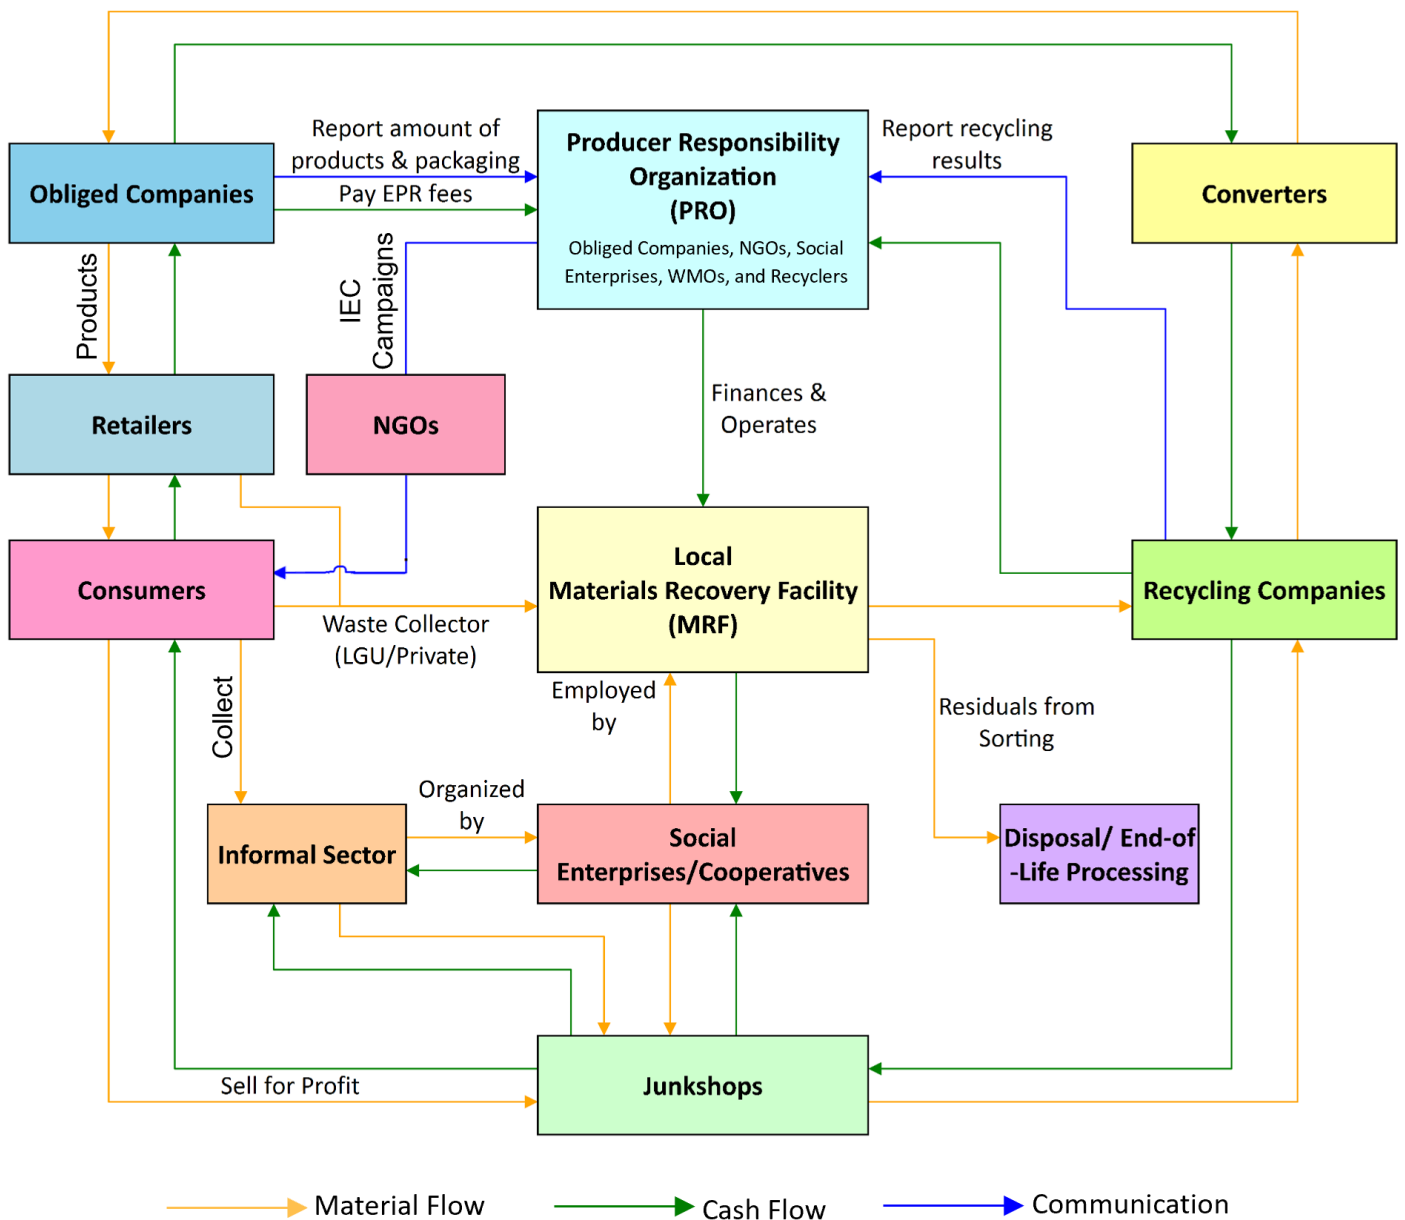 Report amount of
products & packaging
Pay EPR fees
Producer Responsibility
Organization
(PRO)
Obliged Companies, NGOs, Social
Enterprises, WMOs, and Recyclers
Report recycling
results
Obliged Companies
Converters
Products
IEC
Campaigns
Retailers
NGOs
Finances &
Operates
Consumers
Local
Materials Recovery Facility
(MRF)
Recycling Companies
Waste Collector
(LGU/Private)
Collect
Employed
by
Residuals from
Sorting
Organized
by
Informal Sector
Social
Enterprises/Cooperatives
Disposal/ End-of
-Life Processing
Sell for Profit
Junkshops
Material Flow
Cash Flow
Communication